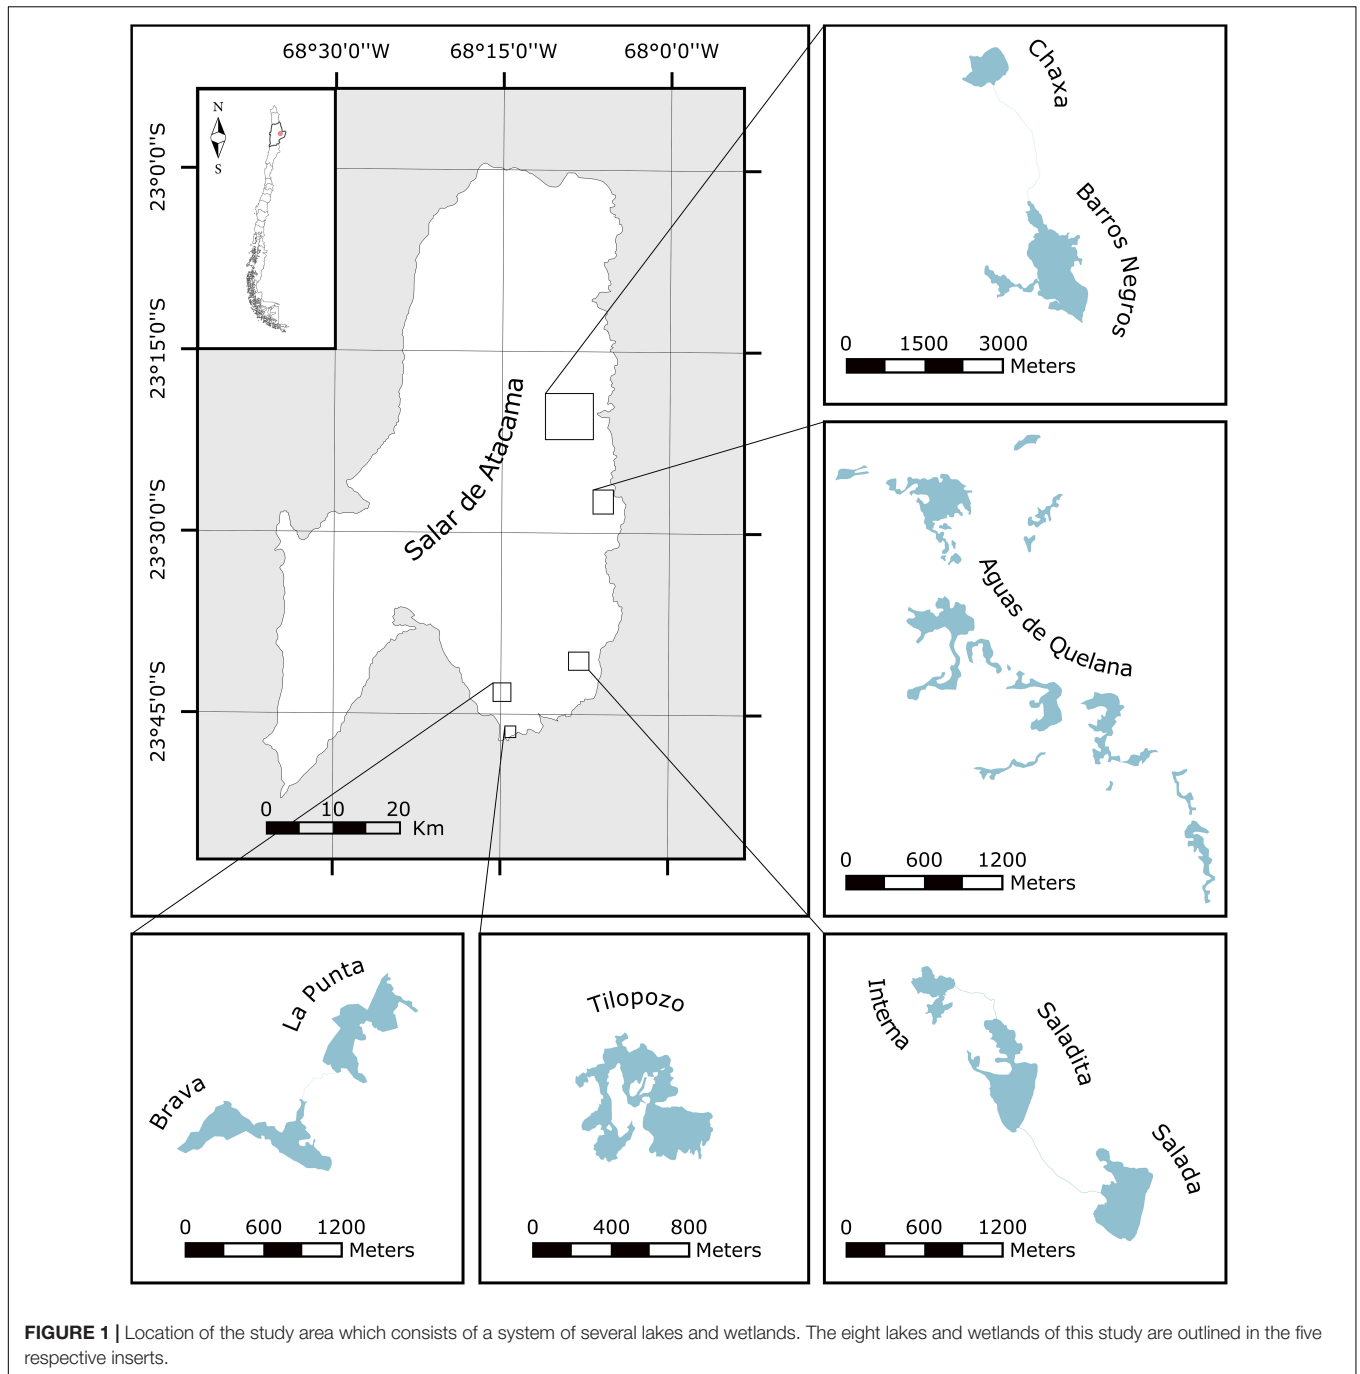 68°30'0''W 68°15'0''W 68°0'0''W
N
S
23°0'0''S
23°15'0''S
23°30'0''S
23°45'0''S
Salar de Atacama
0 10 20
Km
Chaxa
Barros Negros
0 1500 3000
Meters
Aguas de Quelana
0 600 1200
Meters
La Punta
Brava
0 600 1200
Meters
Tilopozo
0 400 800
Meters
Interna
Saladita
Salada
0 600 1200
Meters
FIGURE 1 | Location of the study area which consists of a system of several lakes and wetlands. The eight lakes and wetlands of this study are outlined in the five
respective inserts.